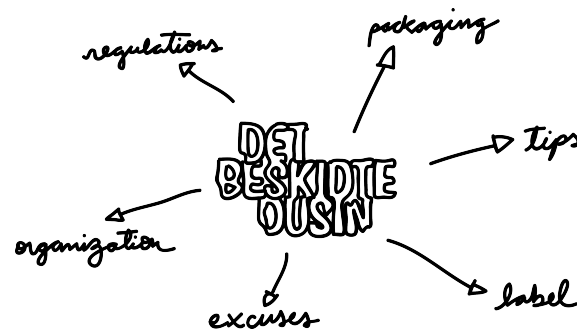 packaging
regulations
DET
BESKIDTE
DUSIN
tips
organization
label
excuses